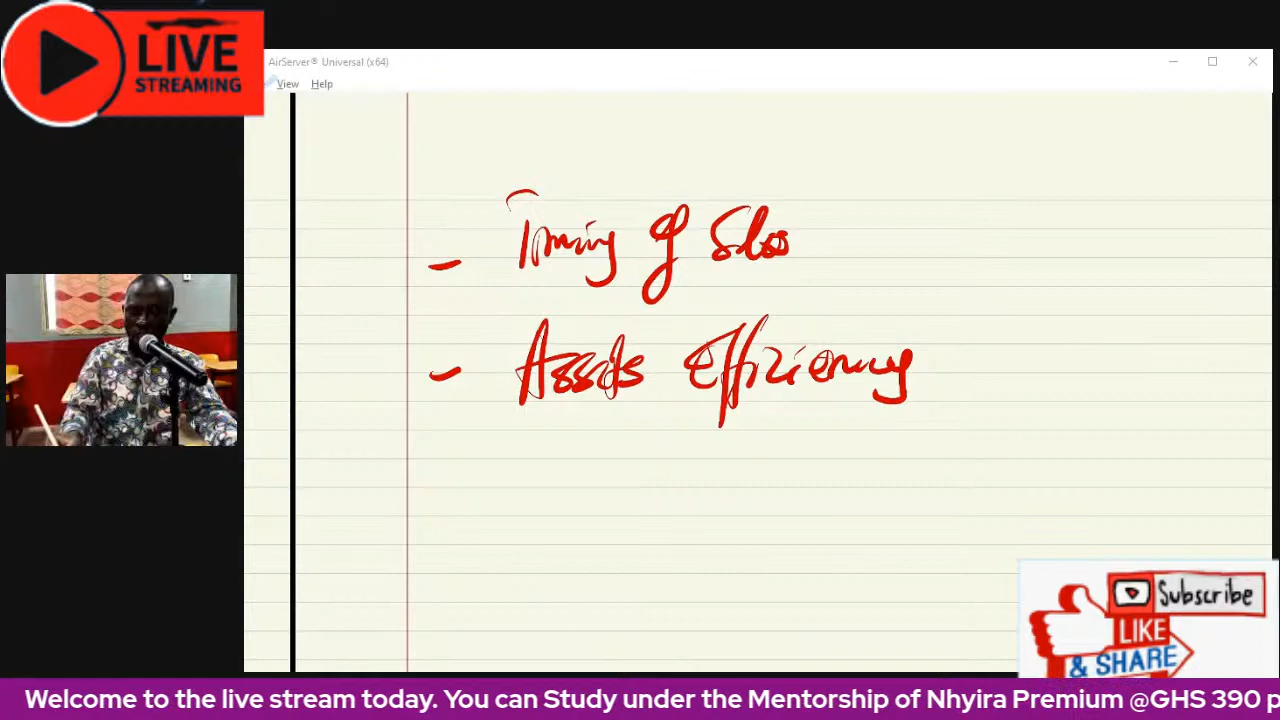 LIVE
STREAMING
AirServer® Universal (x64)
View Help
- Timing of
- Assets Efficiency
Subscribe
LIKE
& SHARE
Welcome to the live stream today. You can Study under the Mentorship of Nhyira Premium @GHS 390 p